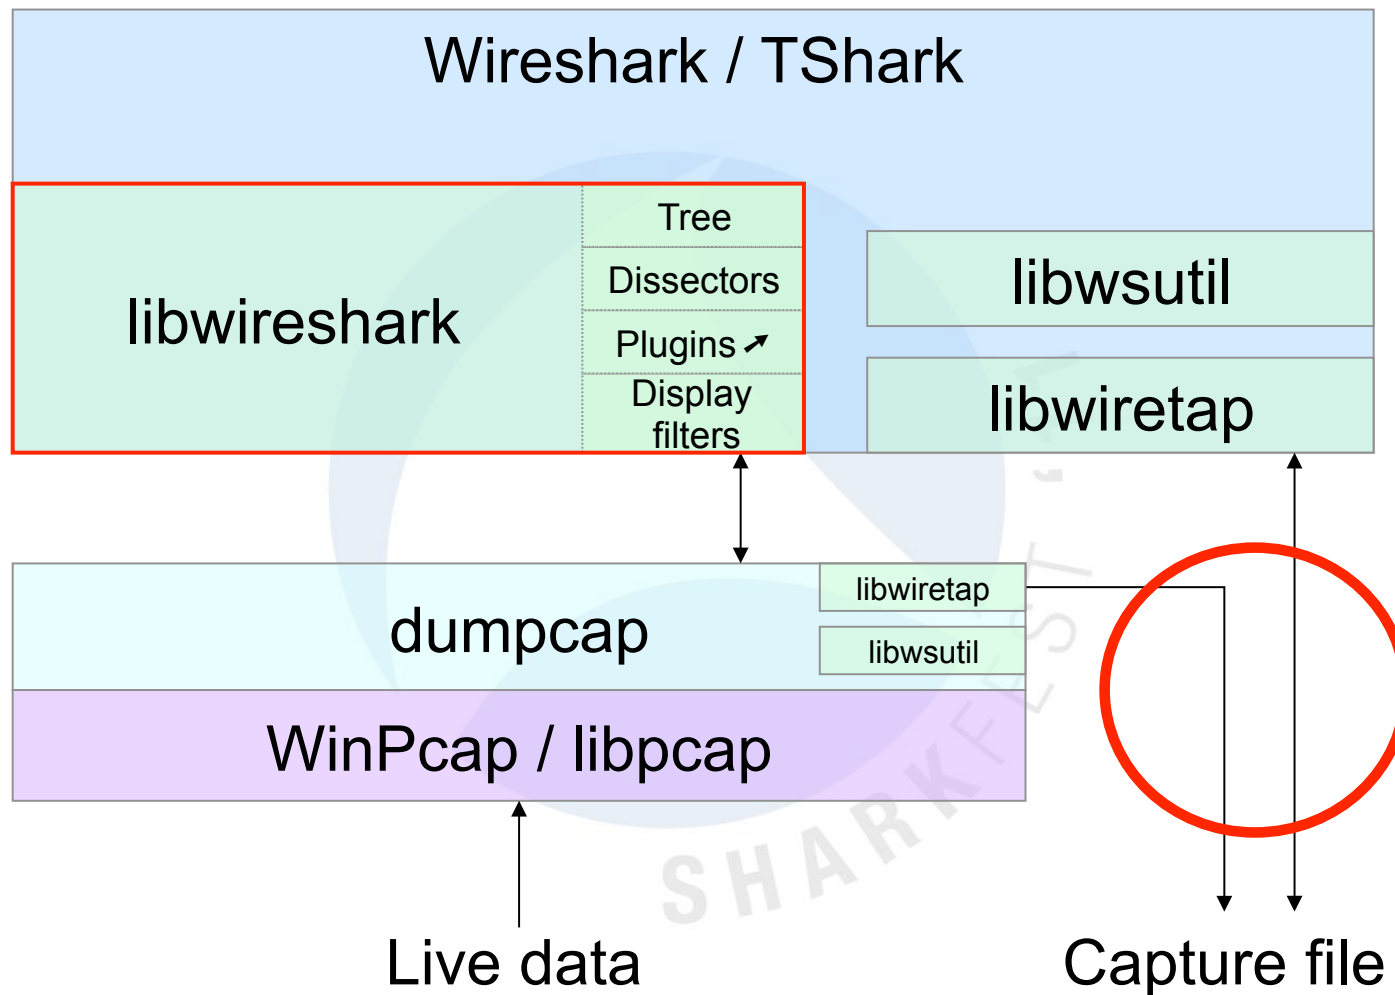 Wireshark / TShark
Tree
Dissectors
Plugins
Display
filters
libwireshark
libwsutil
libwiretap
libwiretap
libwsutil
dumpcap
WinPcap / libpcap
SHARKFEST '
Live data
Capture file